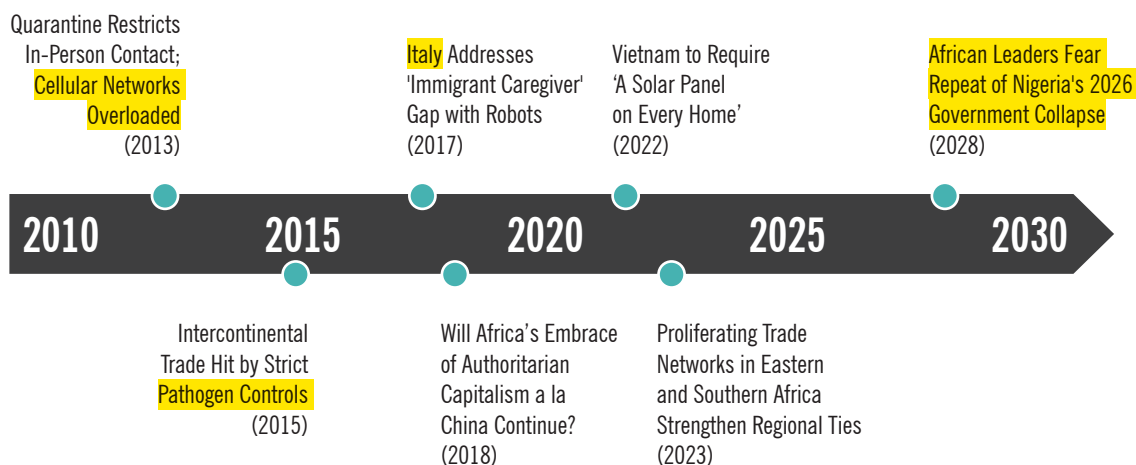 Quarantine Restricts
In-Person Contact;
Cellular Networks
Overloaded
(2013)
Italy Addresses
'Immigrant Caregiver'
Gap with Robots
(2017)
Vietnam to Require
‘A Solar Panel
on Every Home’
(2022)
African Leaders Fear
Repeat of Nigeria's 2026
Government Collapse
(2028)
2010 2015 2020 2025 2030
Intercontinental
Trade Hit by Strict
Pathogen Controls
(2015)
Will Africa’s Embrace
of Authoritarian
Capitalism a la
China Continue?
(2018)
Proliferating Trade
Networks in Eastern
and Southern Africa
Strengthen Regional Ties
(2023)